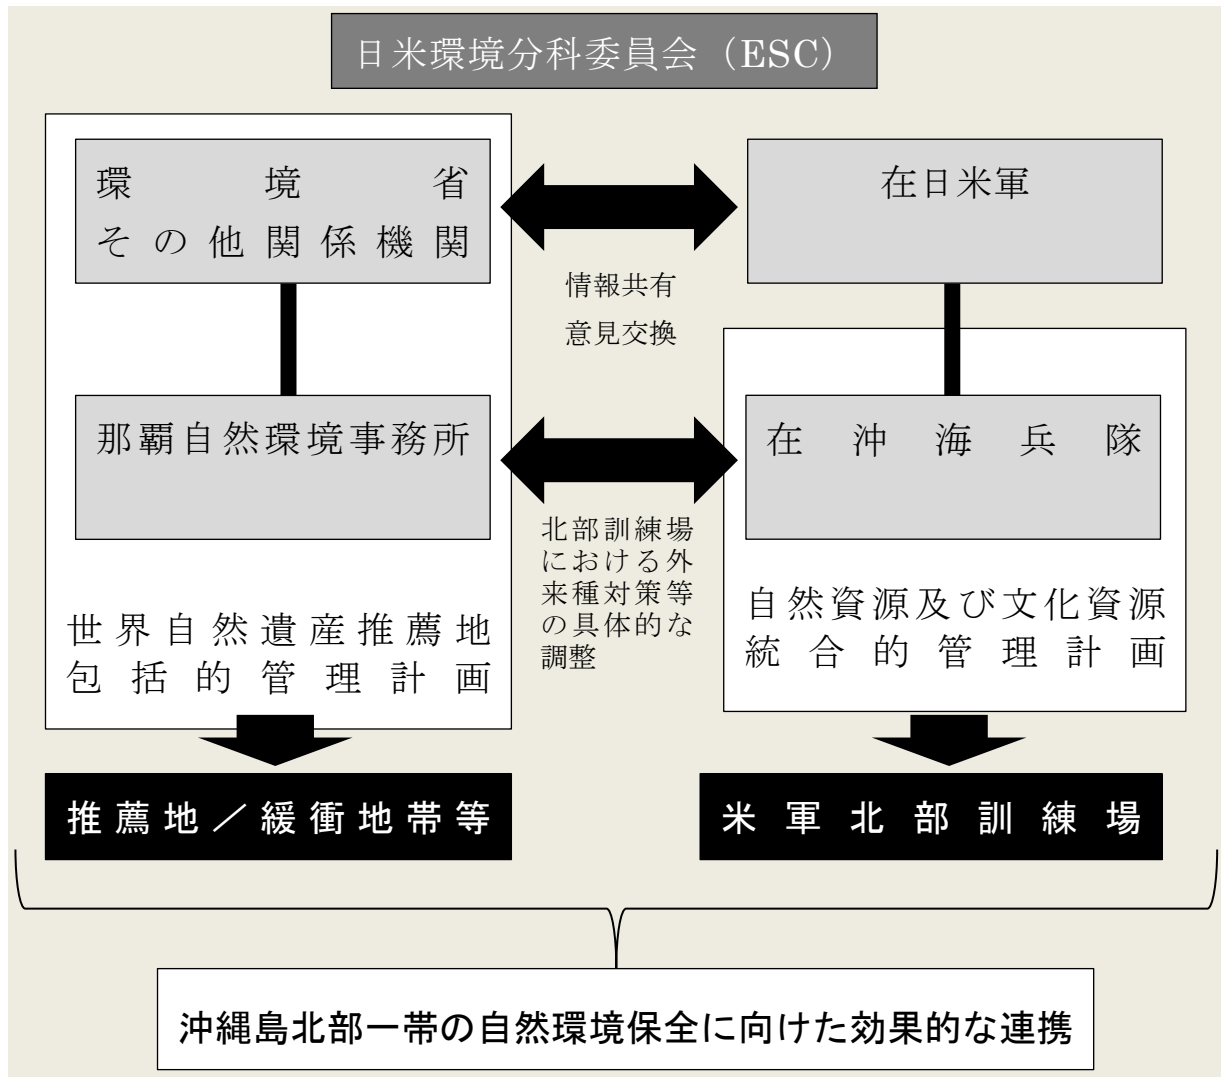 日米環境分科委員会（ESC）
環境省
その他関係機関
在日米軍
情報共有
意見交換
那覇自然環境事務所
在沖海兵隊
北部訓練場
における外
来種対策等
の具体的な
調整
世界自然遺産推薦地
包括的管理計画
自然資源及び文化資源
統合的管理計画
推薦地／緩衝地帯等
米軍北部訓練場
沖縄島北部一帯の自然環境保全に向けた効果的な連携